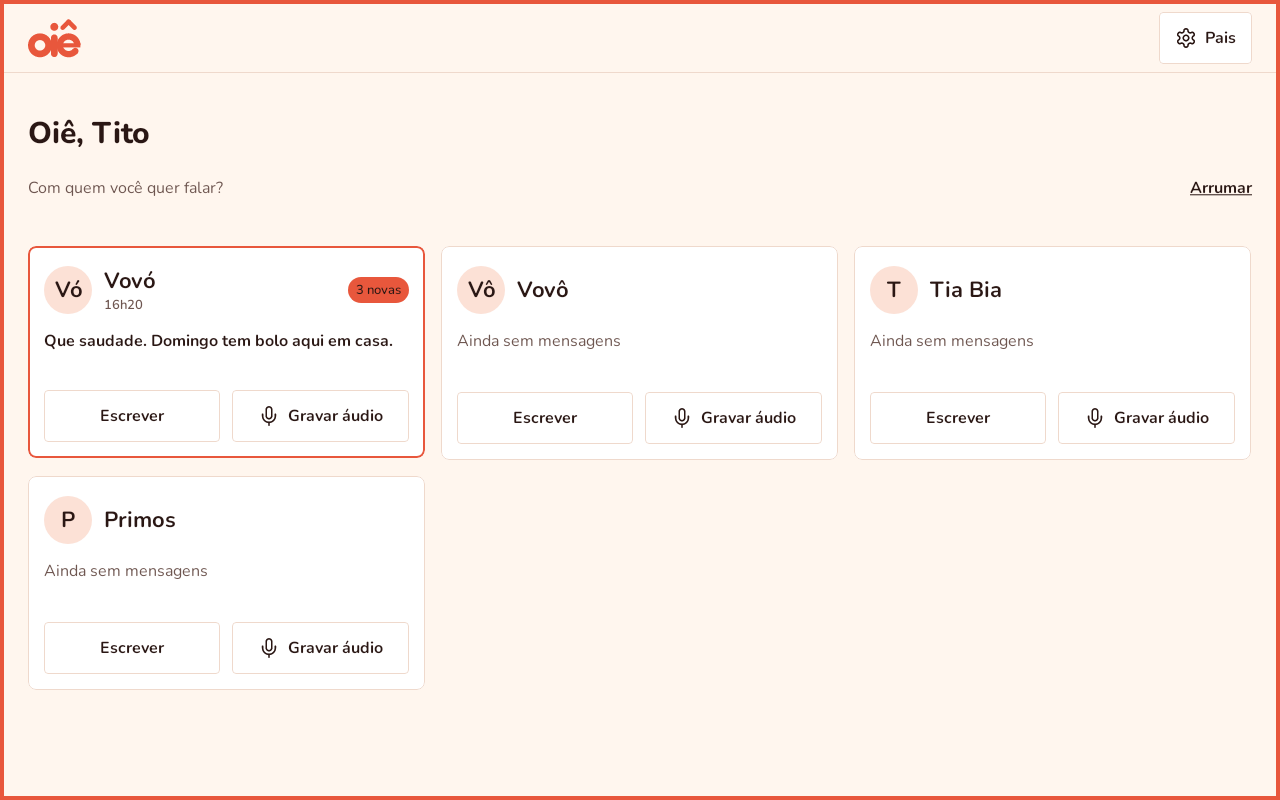 oiê
Pais
Oiê, Tito
Com quem você quer falar?
Arrumar
Vó
Vovó
16h20
3 novas
Que saudade. Domingo tem bolo aqui em casa.
Escrever
Gravar áudio
Vô
Vovô
Ainda sem mensagens
Escrever
Gravar áudio
T
Tia Bia
Ainda sem mensagens
Escrever
Gravar áudio
P
Primos
Ainda sem mensagens
Escrever
Gravar áudio